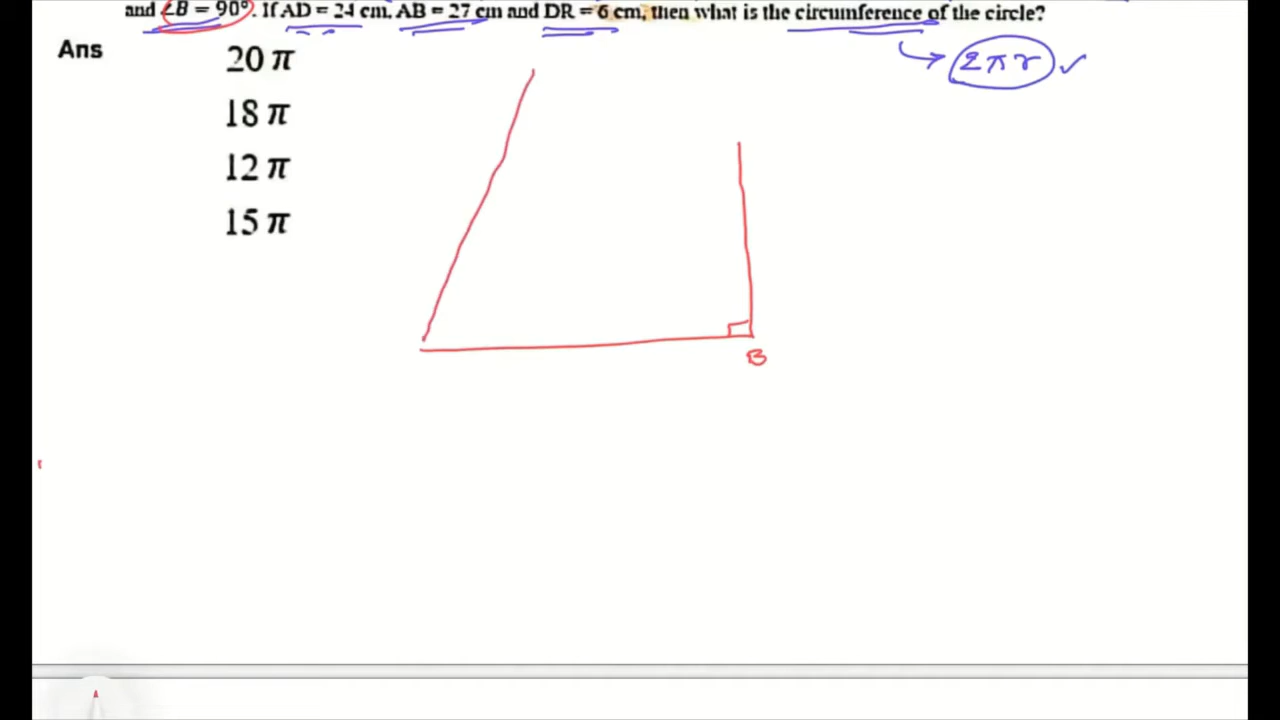 and ∠B = 90°. If AD = 24 cm, AB = 27 cm and DR = 6 cm, then what is the circumference of the circle?
2πr ✓
Ans
20 π
18 π
12 π
15 π
B